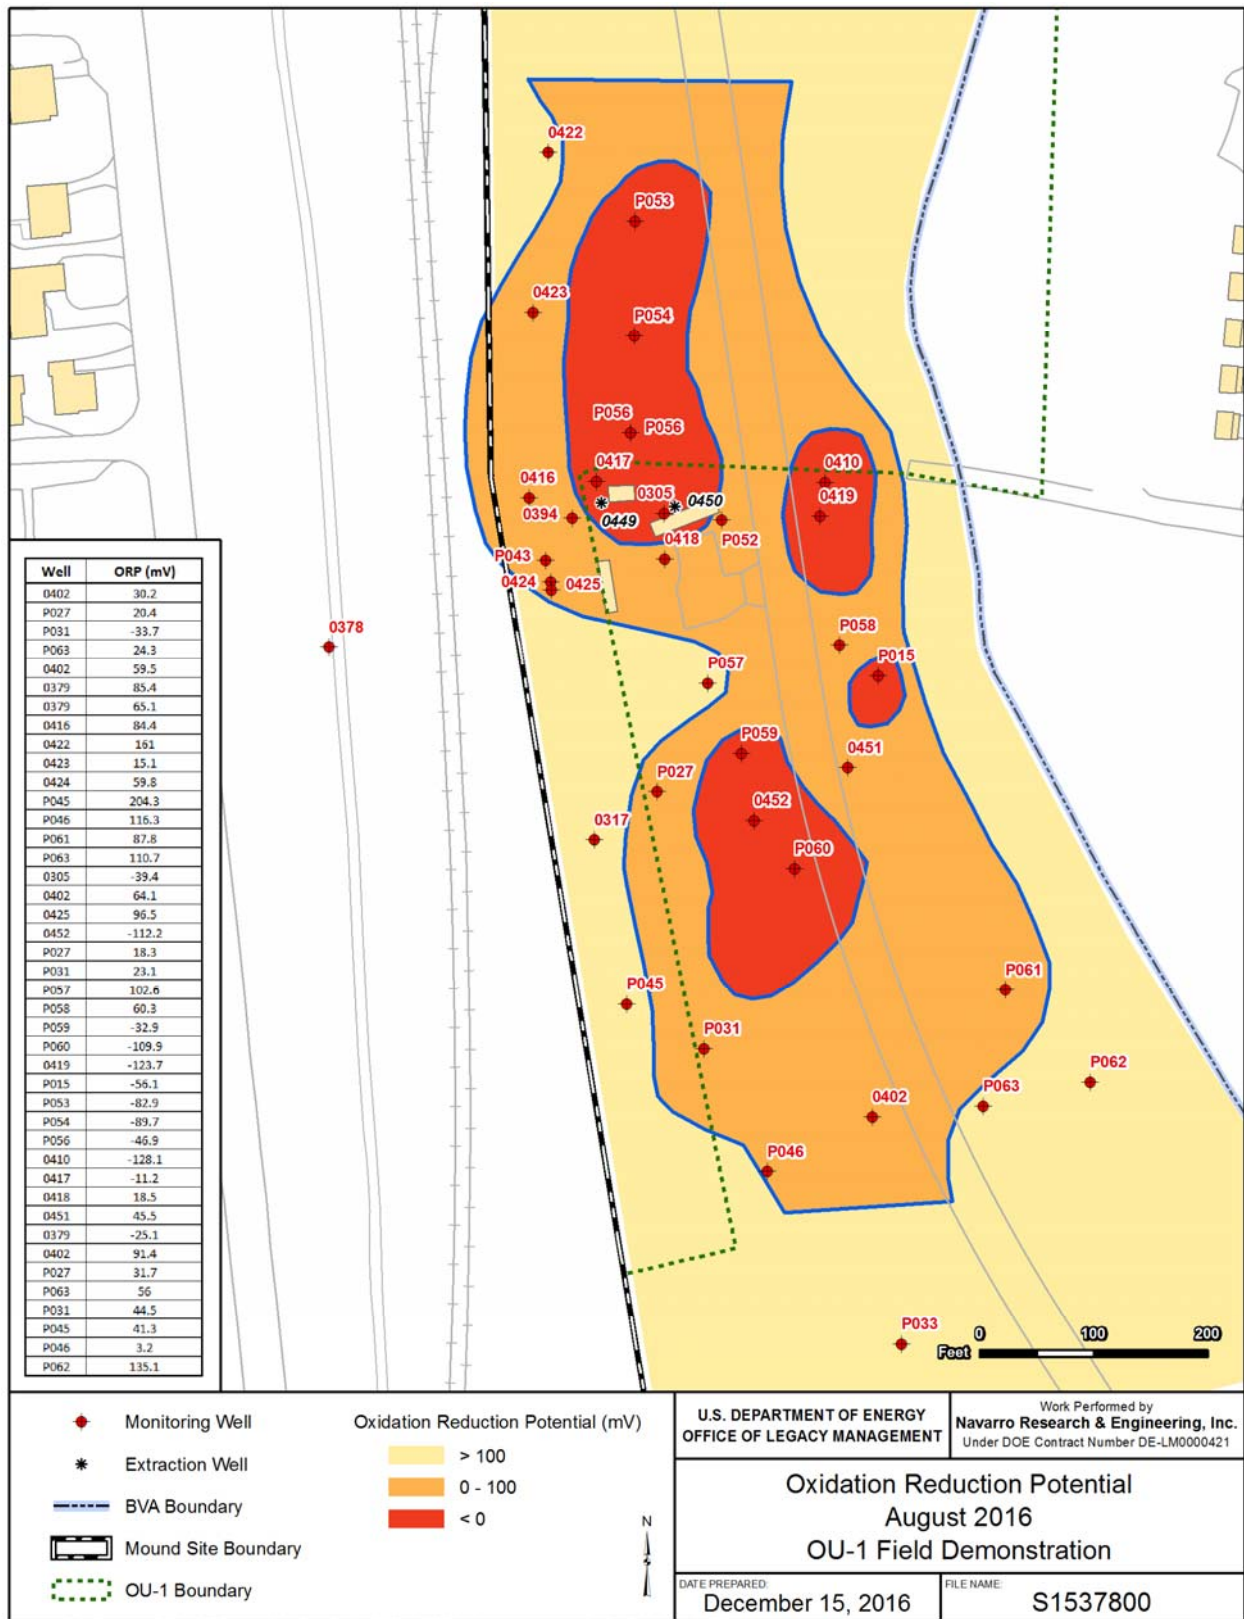 0422
P053
0423
P054
P056
P056
0417
0410
0416
0305
0450
0419
0394
0449
P052
0418
P043
0424
0425
0378
P058
P057
P015
P059
0451
P027
0452
0317
P060
P045
P061
P031
P062
P063
0402
P046
P033
0 100 200
Feet
Well ORP (mV)
0402 30.2
P027 20.4
P031 -33.7
P063 24.3
0402 59.5
0379 85.4
0379 65.1
0416 84.4
0422 161
0423 15.1
0424 59.8
P045 204.3
P046 116.3
P061 87.8
P063 110.7
0305 -39.4
0402 64.1
0425 96.5
0452 -112.2
P027 18.3
P031 23.1
P057 102.6
P058 60.3
P059 -32.9
P060 -109.9
0419 -123.7
P015 -56.1
P053 -82.9
P054 -89.7
P056 -46.9
0410 -128.1
0417 -11.2
0418 18.5
0451 45.5
0379 -25.1
0402 91.4
P027 31.7
P063 56
P031 44.5
P045 41.3
P046 3.2
P062 135.1
Monitoring Well
Extraction Well
BVA Boundary
Mound Site Boundary
OU-1 Boundary
Oxidation Reduction Potential (mV)
> 100
0 - 100
< 0
N
U.S. DEPARTMENT OF ENERGY
OFFICE OF LEGACY MANAGEMENT
Work Performed by
Navarro Research & Engineering, Inc.
Under DOE Contract Number DE-LM0000421
Oxidation Reduction Potential
August 2016
OU-1 Field Demonstration
DATE PREPARED:
December 15, 2016
FILE NAME:
S1537800